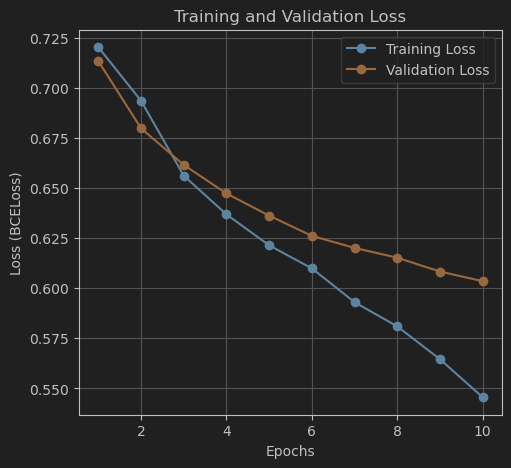 Training and Validation Loss
Training Loss
Validation Loss
Loss (BCELoss)
0.725
0.700
0.675
0.650
0.625
0.600
0.575
0.550
2
4
6
8
10
Epochs